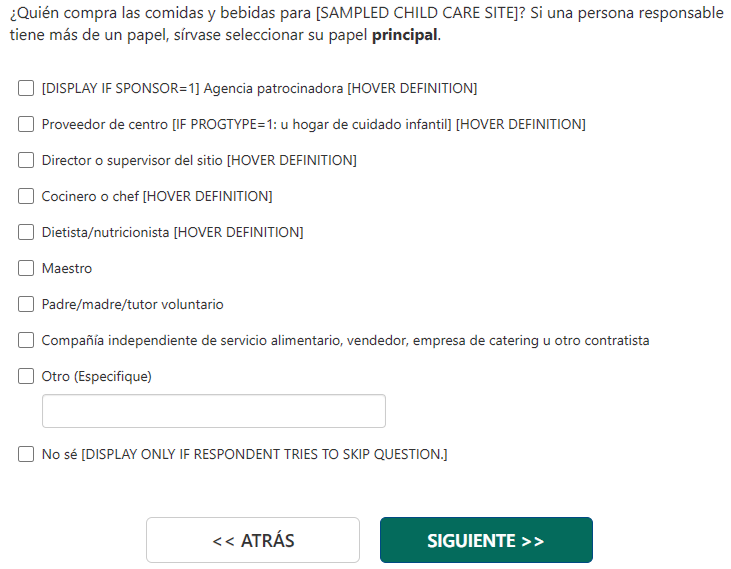 ¿Quién compra las comidas y bebidas para [SAMPLED CHILD CARE SITE]? Si una persona responsable
tiene más de un papel, sírvase seleccionar su papel principal.
[DISPLAY IF SPONSOR=1] Agencia patrocinadora [HOVER DEFINITION]
Proveedor de centro [IF PROGTYPE=1: u hogar de cuidado infantil] [HOVER DEFINITION]
Director o supervisor del sitio [HOVER DEFINITION]
Cocinero o chef [HOVER DEFINITION]
Dietista/nutricionista [HOVER DEFINITION]
Maestro
Padre/madre/tutor voluntario
Compañía independiente de servicio alimentario, vendedor, empresa de catering u otro contratista
Otro (Especifique)
No sé [DISPLAY ONLY IF RESPONDENT TRIES TO SKIP QUESTION.]
<< ATRÁS
SIGUIENTE >>